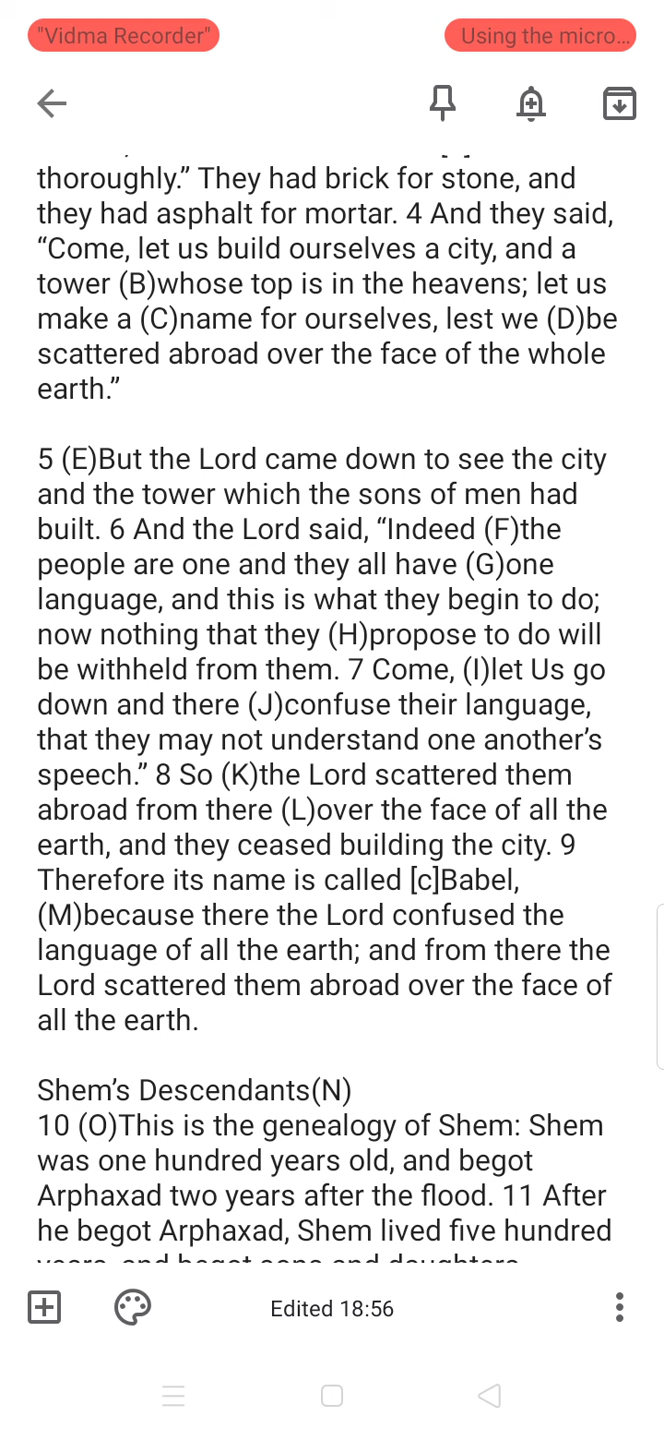 "Vidma Recorder"
Using the micro...
thoroughly.” They had brick for stone, and
they had asphalt for mortar. 4 And they said,
“Come, let us build ourselves a city, and a
tower (B)whose top is in the heavens; let us
make a (C)name for ourselves, lest we (D)be
scattered abroad over the face of the whole
earth.”
5 (E)But the Lord came down to see the city
and the tower which the sons of men had
built. 6 And the Lord said, “Indeed (F)the
people are one and they all have (G)one
language, and this is what they begin to do;
now nothing that they (H)propose to do will
be withheld from them. 7 Come, (I)let Us go
down and there (J)confuse their language,
that they may not understand one another’s
speech.” 8 So (K)the Lord scattered them
abroad from there (L)over the face of all the
earth, and they ceased building the city. 9
Therefore its name is called [c]Babel,
(M)because there the Lord confused the
language of all the earth; and from there the
Lord scattered them abroad over the face of
all the earth.
Shem’s Descendants(N)
10 (O)This is the genealogy of Shem: Shem
was one hundred years old, and begot
Arphaxad two years after the flood. 11 After
he begot Arphaxad, Shem lived five hundred
years, and begot sons and daughters.
Edited 18:56